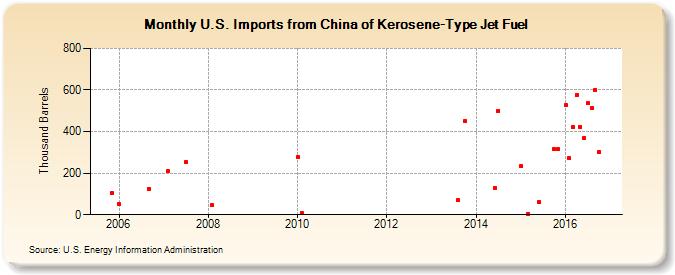 Monthly U.S. Imports from China of Kerosene-Type Jet Fuel
Thousand Barrels
800
600
400
200
0
2006 2008 2010 2012 2014 2016
Source: U.S. Energy Information Administration